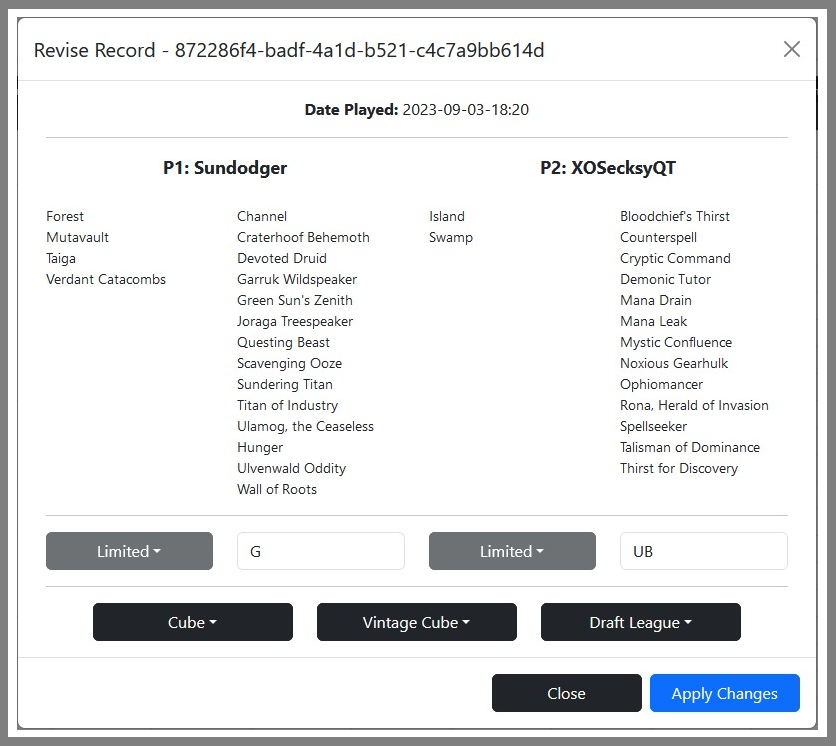 Revise Record - 872286f4-badf-4a1d-b521-c4c7a9bb614d
Date Played: 2023-09-03-18:20
P1: Sundodger
Forest
Mutavault
Taiga
Verdant Catacombs
Channel
Craterhoof Behemoth
Devoted Druid
Garruk Wildspeaker
Green Sun's Zenith
Joraga Treespeaker
Questing Beast
Scavenging Ooze
Sundering Titan
Titan of Industry
Ulamog, the Ceaseless
Hunger
Ulvenwald Oddity
Wall of Roots
P2: XOSecksyQT
Island
Swamp
Bloodchief's Thirst
Counterspell
Cryptic Command
Demonic Tutor
Mana Drain
Mana Leak
Mystic Confluence
Noxious Gearhulk
Ophiomancer
Rona, Herald of Invasion
Spellseeker
Talisman of Dominance
Thirst for Discovery
Limited
G
Limited
UB
Cube
Vintage Cube
Draft League
Close
Apply Changes